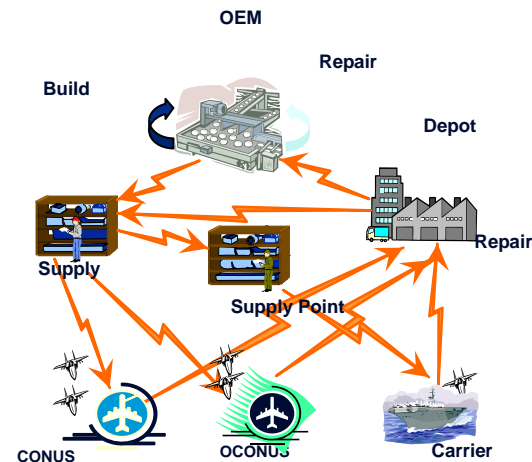 OEM
Repair
Build
Depot
Repair
Supply
Supply Point
CONUS
OCONUS
Carrier